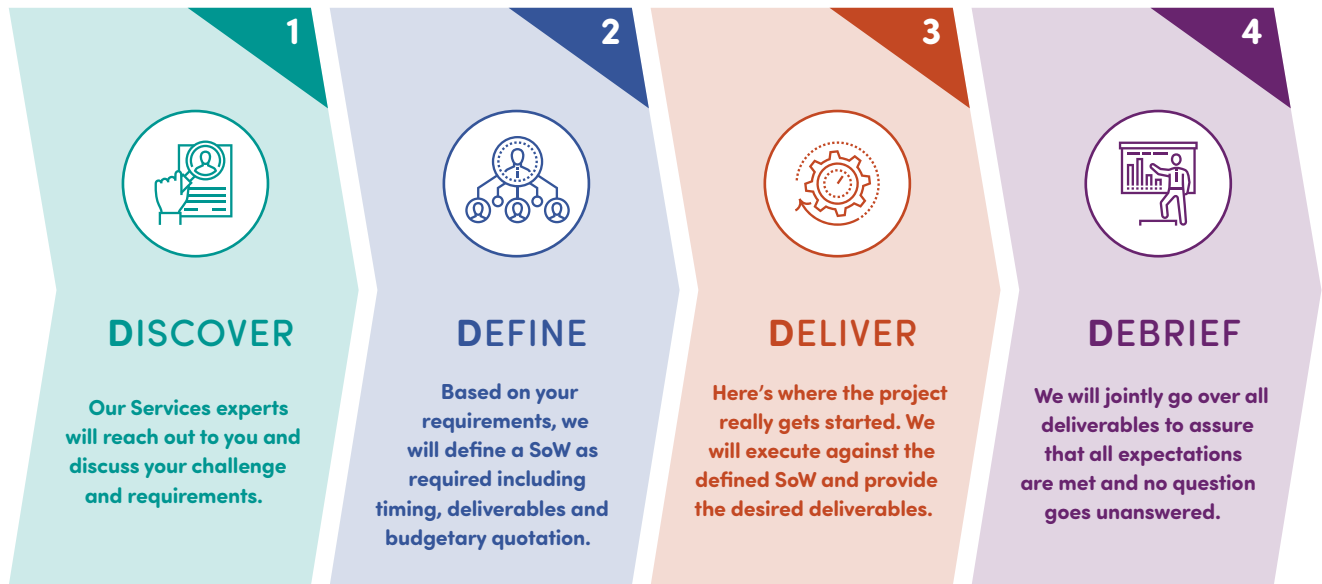 1
DISCOVER
Our Services experts
will reach out to you and
discuss your challenge
and requirements.
2
DEFINE
Based on your
requirements, we
will define a SoW as
required including
timing, deliverables and
budgetary quotation.
3
DELIVER
Here's where the project
really gets started. We
will execute against the
defined SoW and provide
the desired deliverables.
4
DEBRIEF
We will jointly go over all
deliverables to assure
that all expectations
are met and no question
goes unanswered.